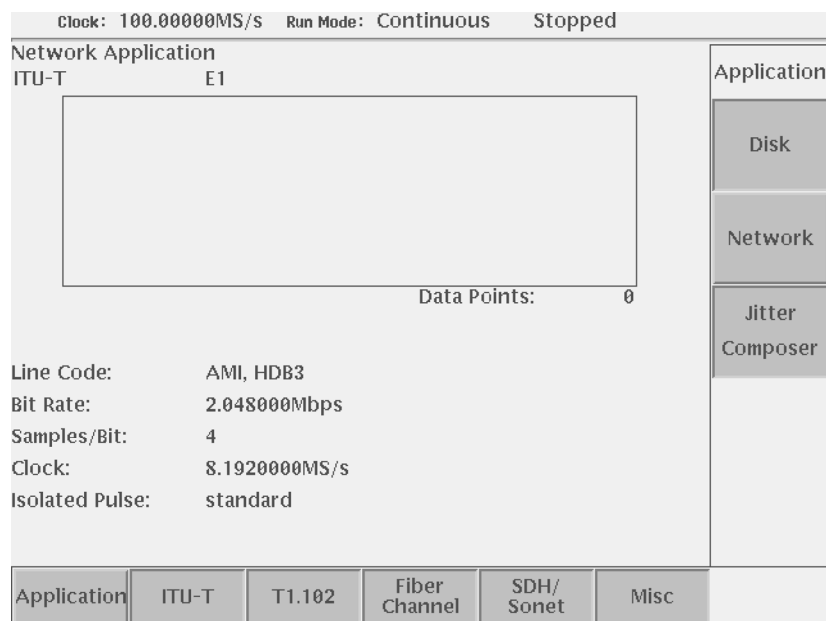 Clock: 100.00000MS/s Run Mode: Continuous Stopped
Network Application
ITU-T E1
Data Points: 0
Line Code: AMI, HDB3
Bit Rate: 2.048000Mbps
Samples/Bit: 4
Clock: 8.1920000MS/s
Isolated Pulse: standard
Application
Disk
Network
Jitter
Composer
Application ITU-T T1.102 Fiber Channel SDH/ Sonet Misc